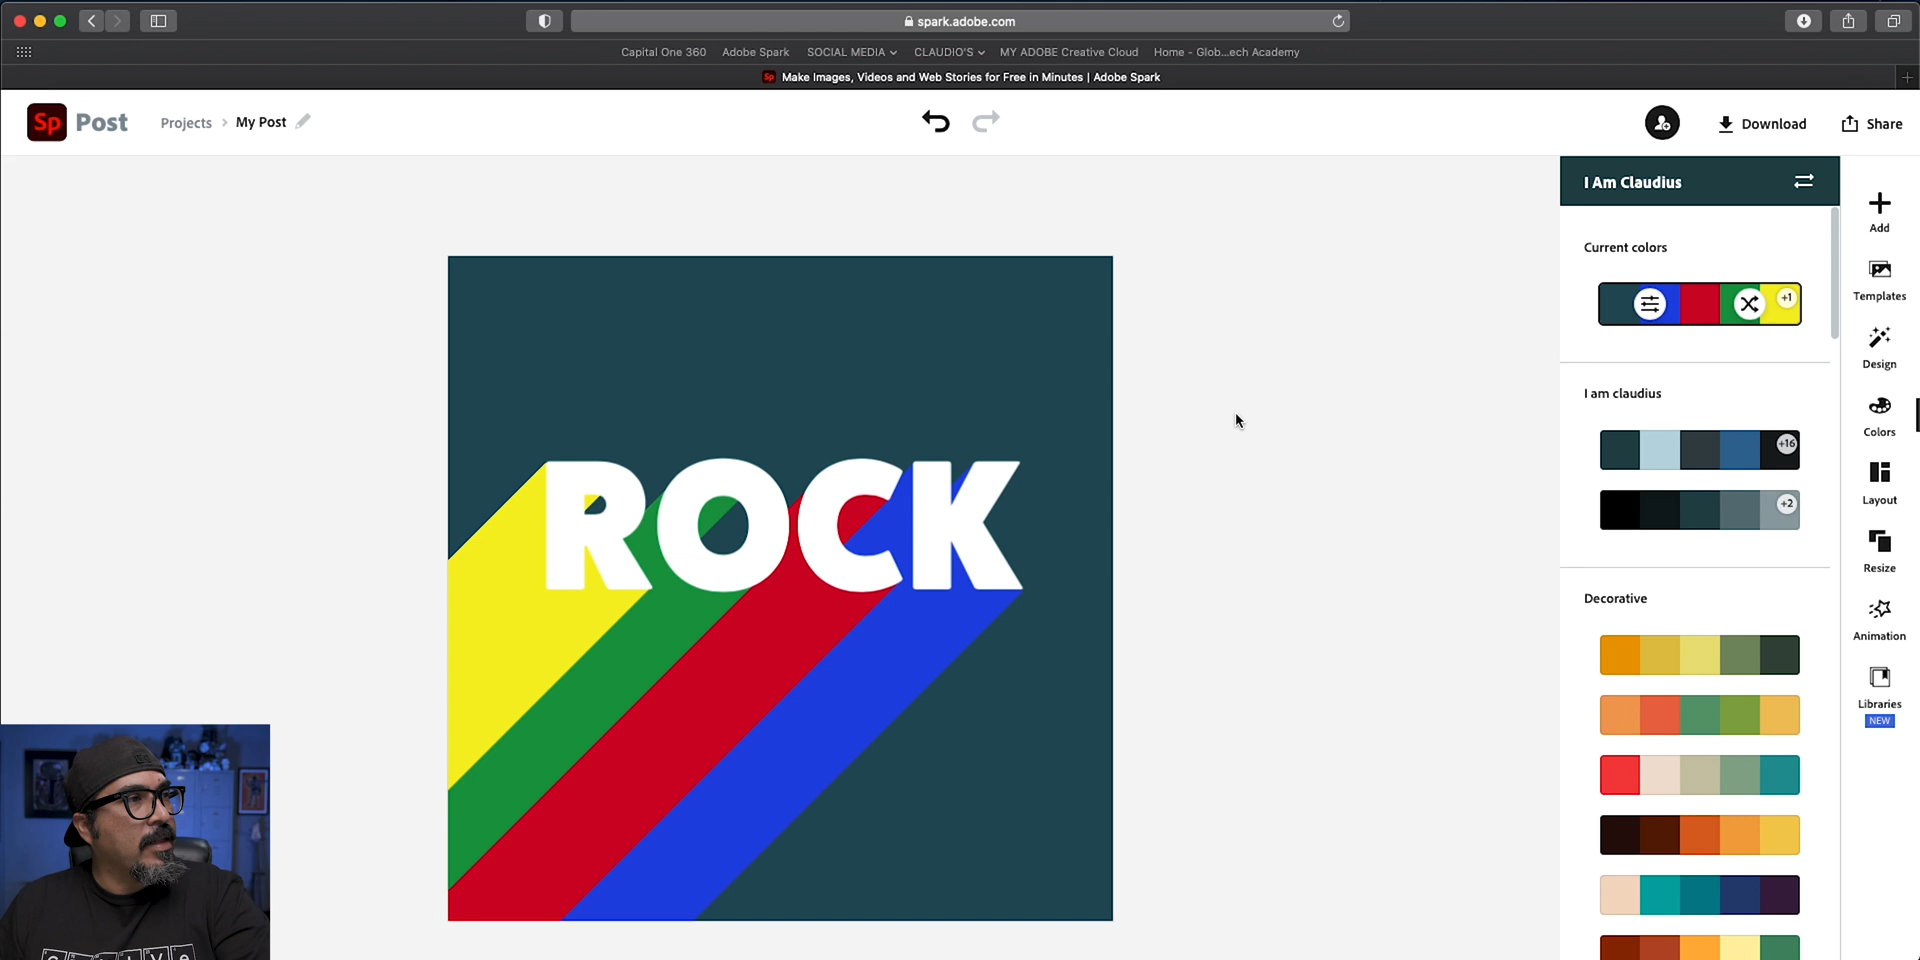 spark.adobe.com
Capital One 360
Adobe Spark
SOCIAL MEDIA
CLAUDIO'S
MY ADOBE Creative Cloud
Home - Glob...ech Academy
Sp
Make Images, Videos and Web Stories for Free in Minutes | Adobe Spark
Sp
Post
Projects
My Post
Download
Share
I Am Claudius
Current colors
+1
I am claudius
+16
+2
Decorative
Add
Templates
Design
Colors
Layout
Resize
Animation
Libraries
NEW
ROCK